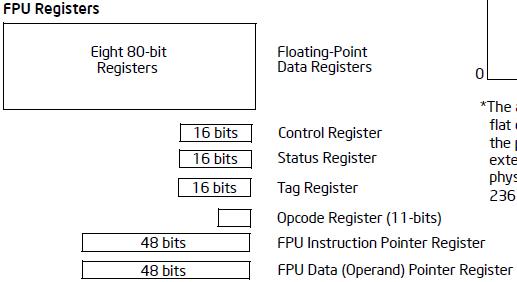 FPU Registers
Eight 80-bit
Registers
Floating-Point
Data Registers
0
16 bits
Control Register
16 bits
Status Register
16 bits
Tag Register
Opcode Register (11-bits)
48 bits
FPU Instruction Pointer Register
48 bits
FPU Data (Operand) Pointer Register
*The
flat
the
236